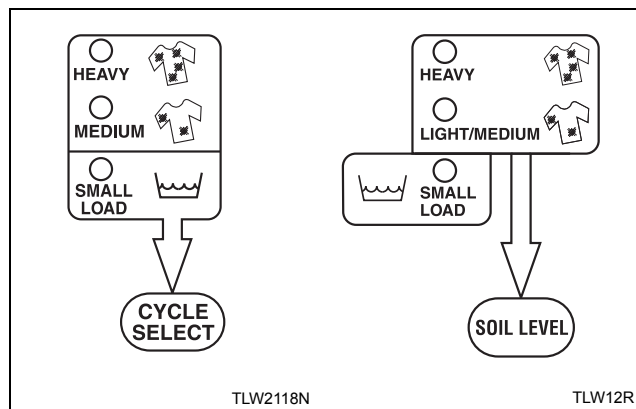 HEAVY
MEDIUM
SMALL
LOAD
CYCLE
SELECT
TLW2118N
HEAVY
LIGHT/MEDIUM
SMALL
LOAD
SOIL LEVEL
TLW12R